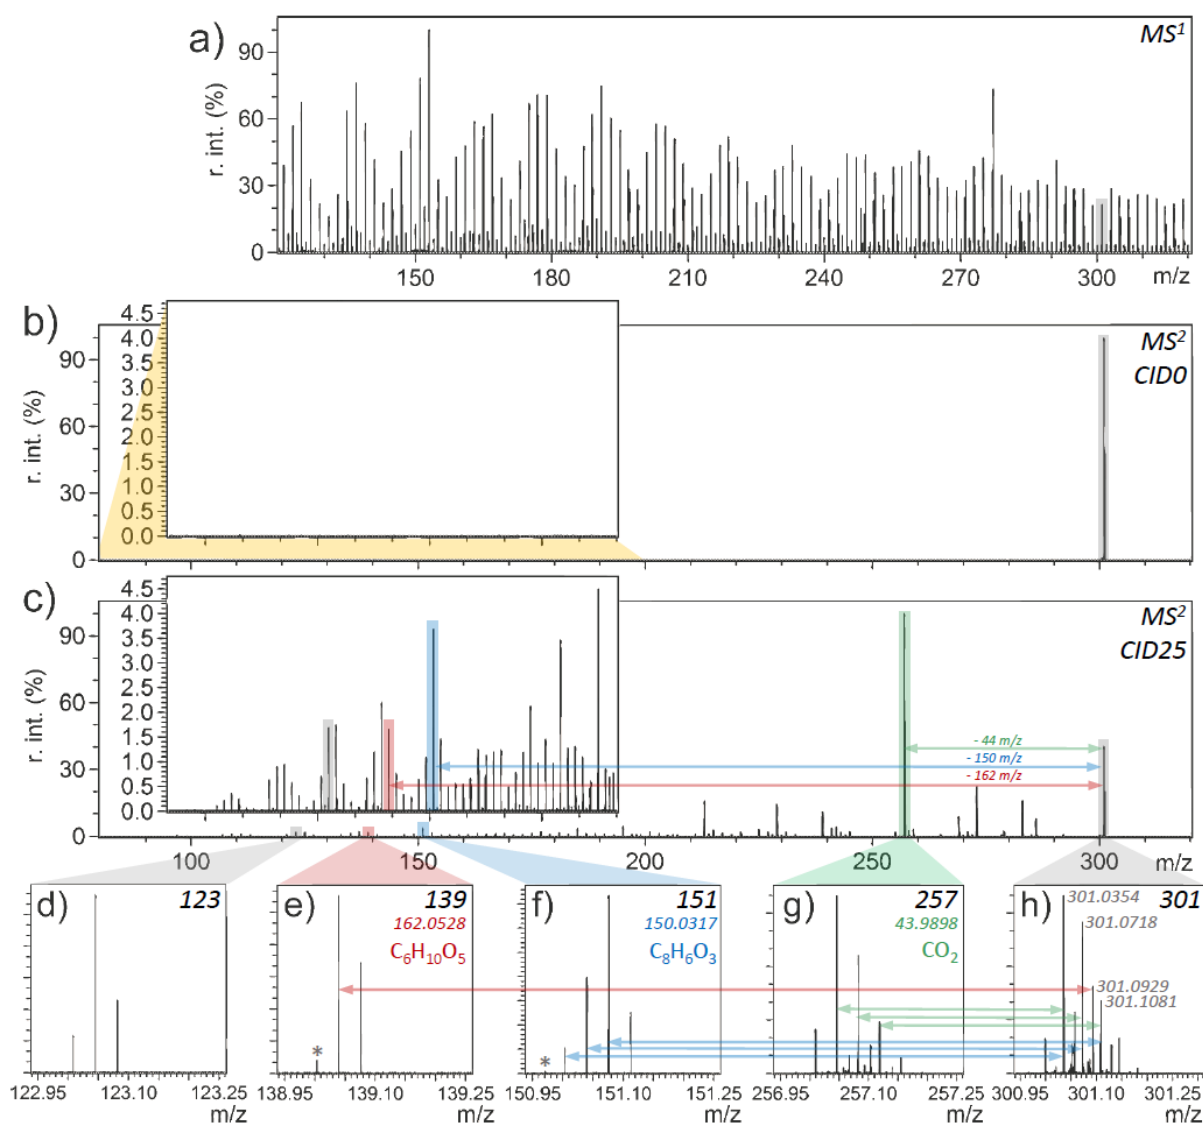 a)
MS¹
r. int. (%)
90
60
30
0
150 180 210 240 270 300 m/z
b)
MS²
CID0
r. int. (%)
90
60
30
0
4.5
4.0
3.5
3.0
2.5
2.0
1.5
1.0
0.5
0.0
c)
MS²
CID25
r. int. (%)
90
60
30
0
4.5
4.0
3.5
3.0
2.5
2.0
1.5
1.0
0.5
0.0
- 44 m/z
- 150 m/z
- 162 m/z
100 150 200 250 300 m/z
d) 123
122.95 123.10 123.25
m/z
e) 139
162.0528
C₆H₁₀O₅
*
138.95 139.10 139.25
m/z
f) 151
150.0317
C₈H₆O₃
*
150.95 151.10 151.25
m/z
g) 257
43.9898
CO₂
256.95 257.10 257.25
m/z
h) 301
301.0354
301.0718
301.0929
301.1081
300.95 301.10 301.25
m/z